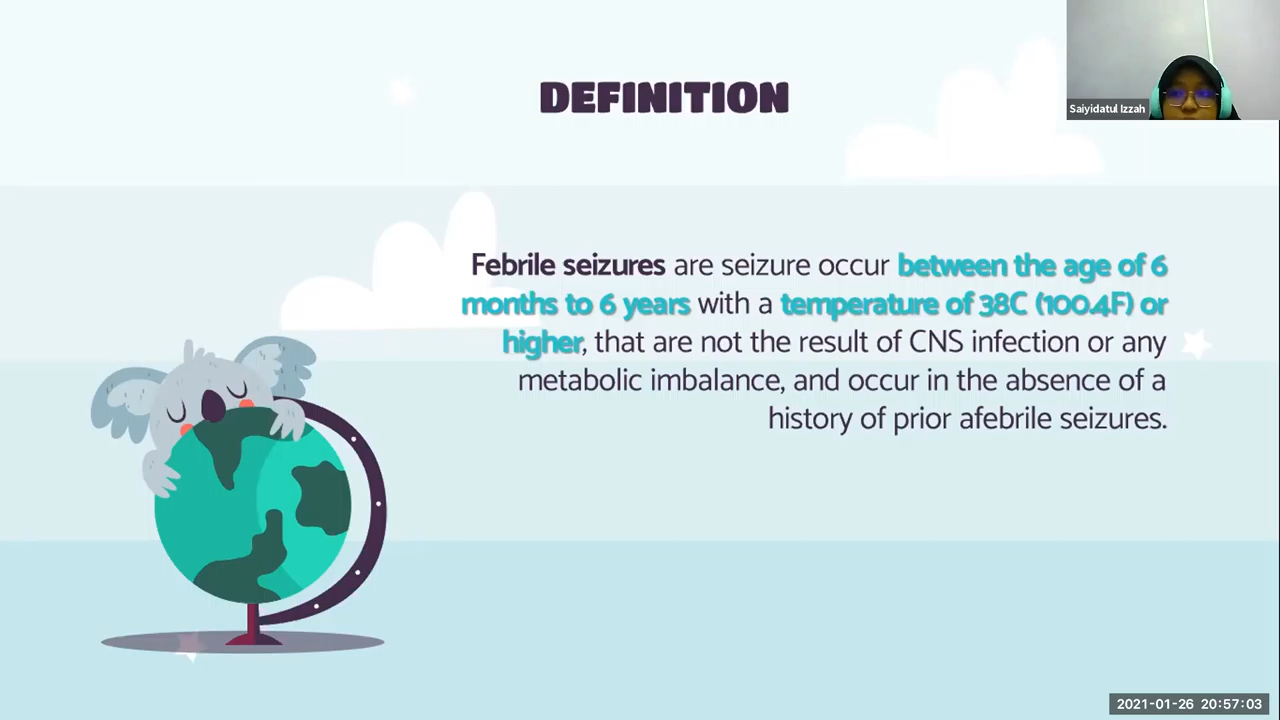 DEFINITION
Saiyidatul Izzah
Febrile seizures are seizure occur between the age of 6
months to 6 years with a temperature of 38C (100.4F) or
higher, that are not the result of CNS infection or any
metabolic imbalance, and occur in the absence of a
history of prior afebrile seizures.
2021-01-26 20:57:03